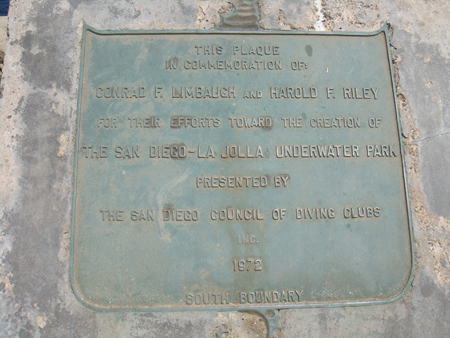 THIS PLAQUE
IN COMMEMORATION OF:
CONRAD F. LIMBAUGH AND HAROLD F. RILEY
FOR THEIR EFFORTS TOWARD THE CREATION OF
THE SAN DIEGO-LA JOLLA UNDERWATER PARK
PRESENTED BY
THE SAN DIEGO COUNCIL OF DIVING CLUBS
INC.
1972
SOUTH BOUNDARY